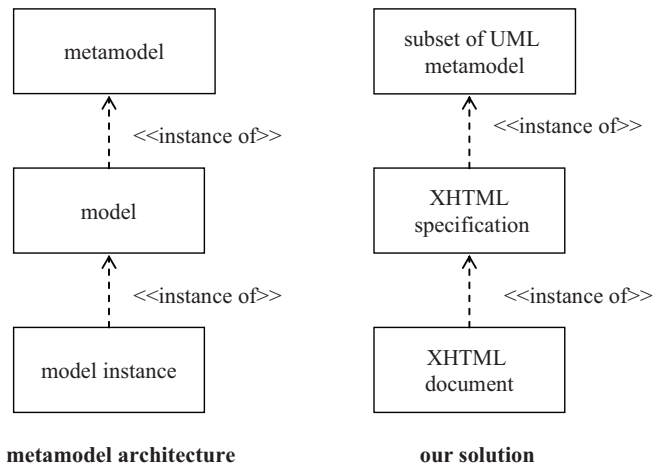 metamodel
<<instance of>>
model
<<instance of>>
model instance
metamodel architecture
subset of UML
metamodel
<<instance of>>
XHTML
specification
<<instance of>>
XHTML
document
our solution